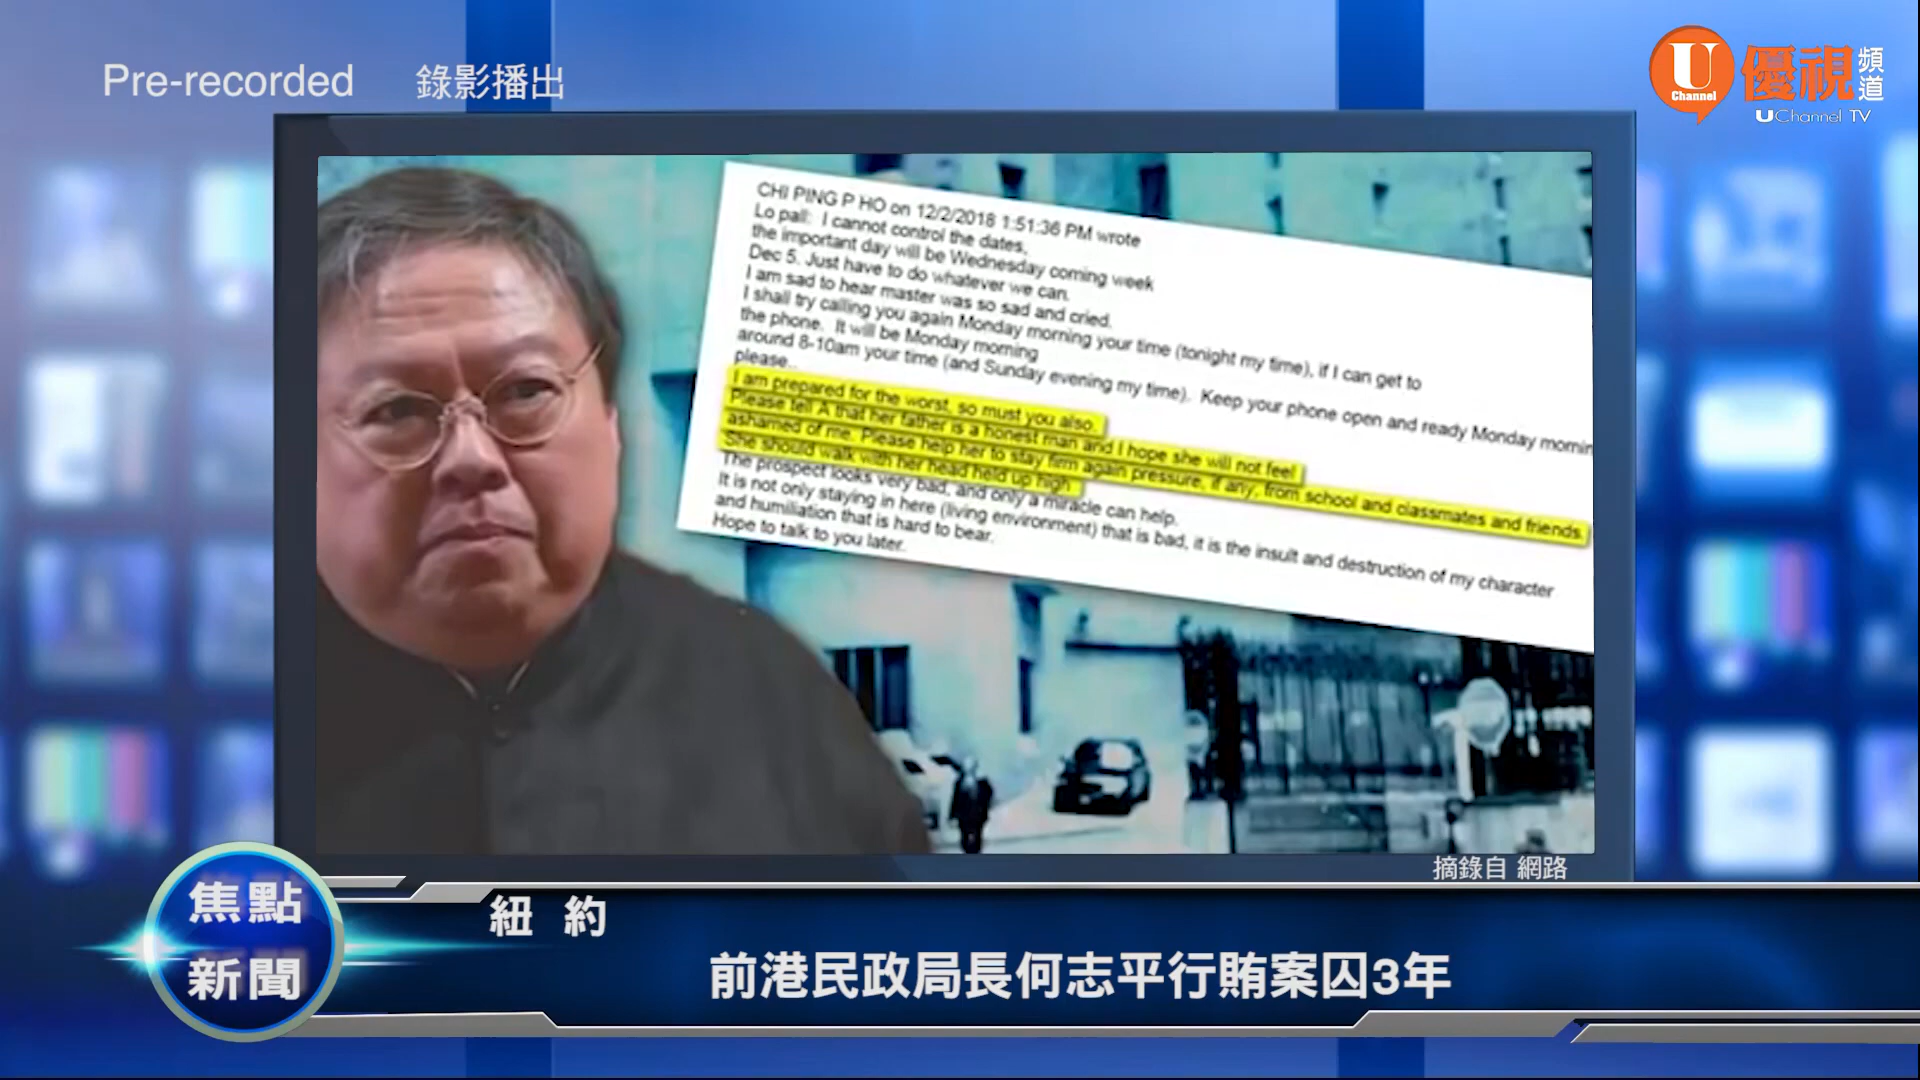 Pre-recorded 錄影播出
U
Channel
優視頻道
UChannel TV
CHI PING P HO on 12/2/2018 1:51:36 PM wrote
Lo pall: I cannot control the dates,
the important day will be Wednesday coming week
Dec 5. Just have to do whatever we can.
I am sad to hear master was so sad and cried.
I shall try calling you again Monday morning your time (tonight my time), if I can get to
the phone. It will be Monday morning
around 8-10am your time (and Sunday evening my time). Keep your phone open and ready Monday mornin
please..
I am prepared for the worst, so must you also.
Please tell A that her father is a honest man and I hope she will not feel
ashamed of me. Please help her to stay firm again pressure, if any, from school and classmates and friends.
She should walk with her head held up high
The prospect looks very bad, and only a miracle can help.
It is not only staying in here (living environment) that is bad, it is the insult and destruction of my character
and humiliation that is hard to bear.
Hope to talk to you later.
摘錄自 網路
焦點
新聞
紐約
前港民政局長何志平行賄案囚3年